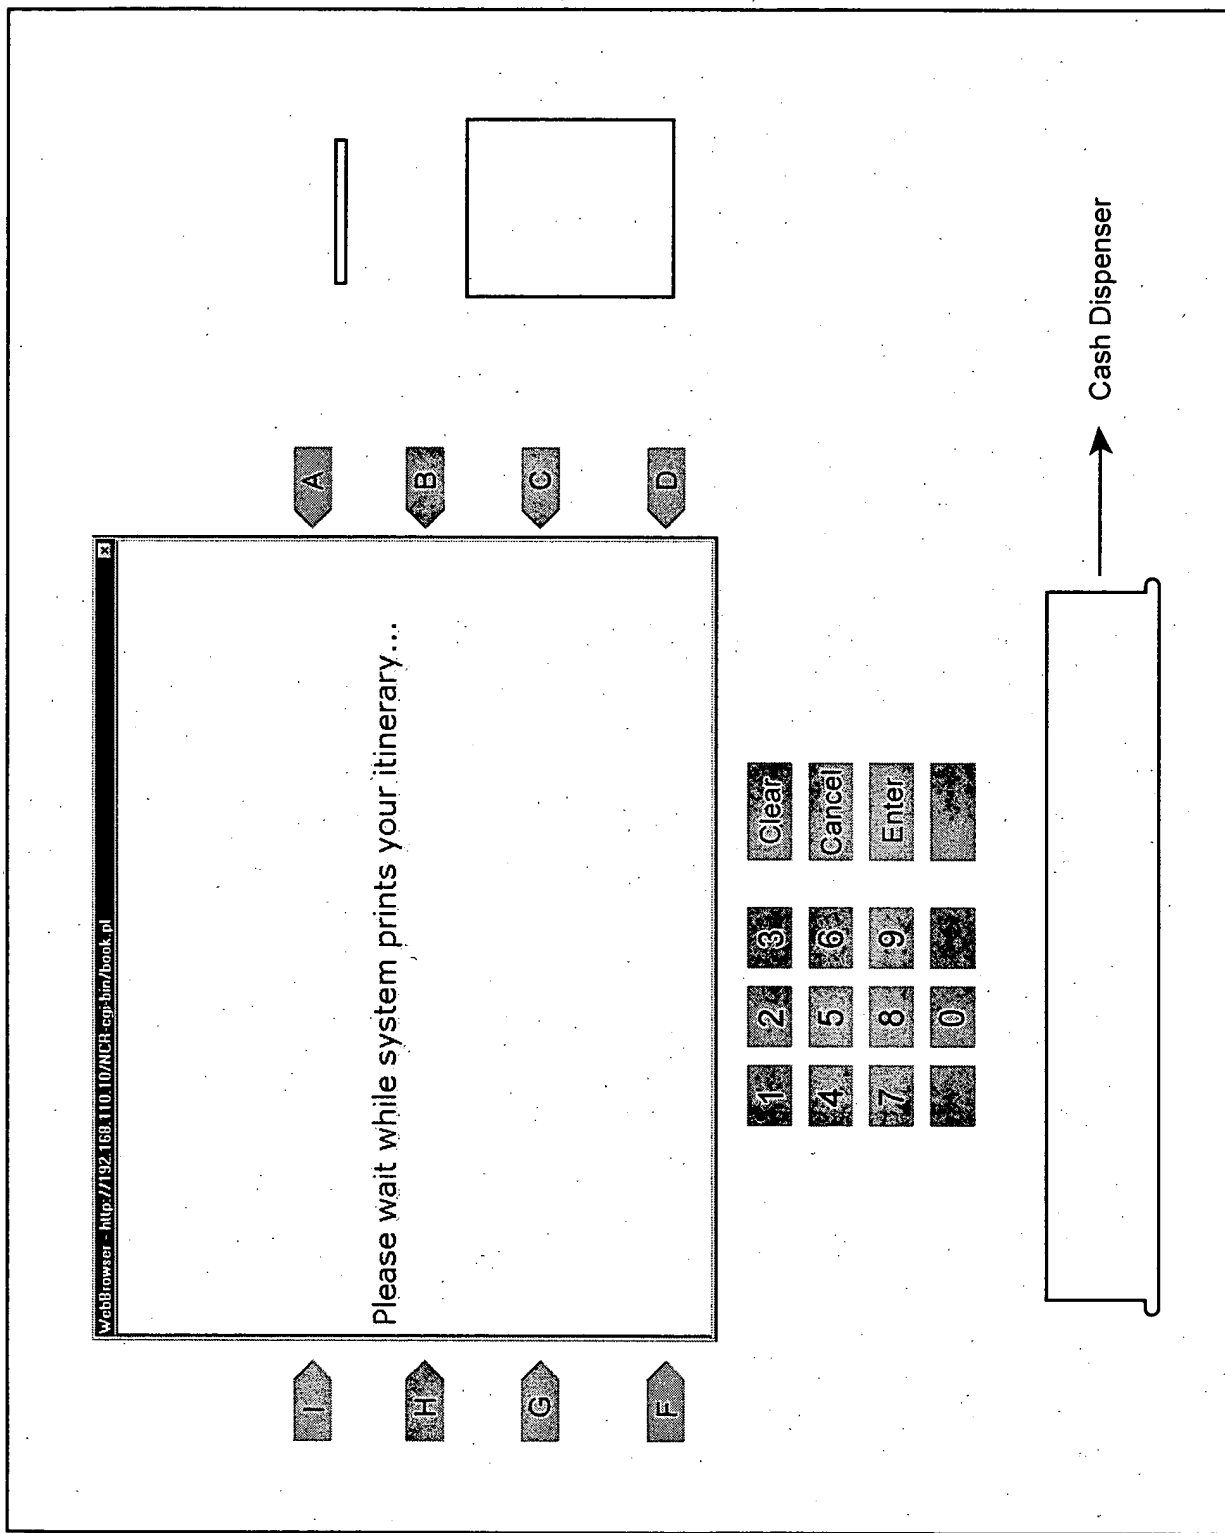 WebBrowser - http://192.168.110.10/NCR-cgi-bin/book.pl
Please wait while system prints your itinerary...
I
H
G
F
A
B
C
D
1 2 3 Clear
4 5 6 Cancel
7 8 9 Enter
0
Cash Dispenser